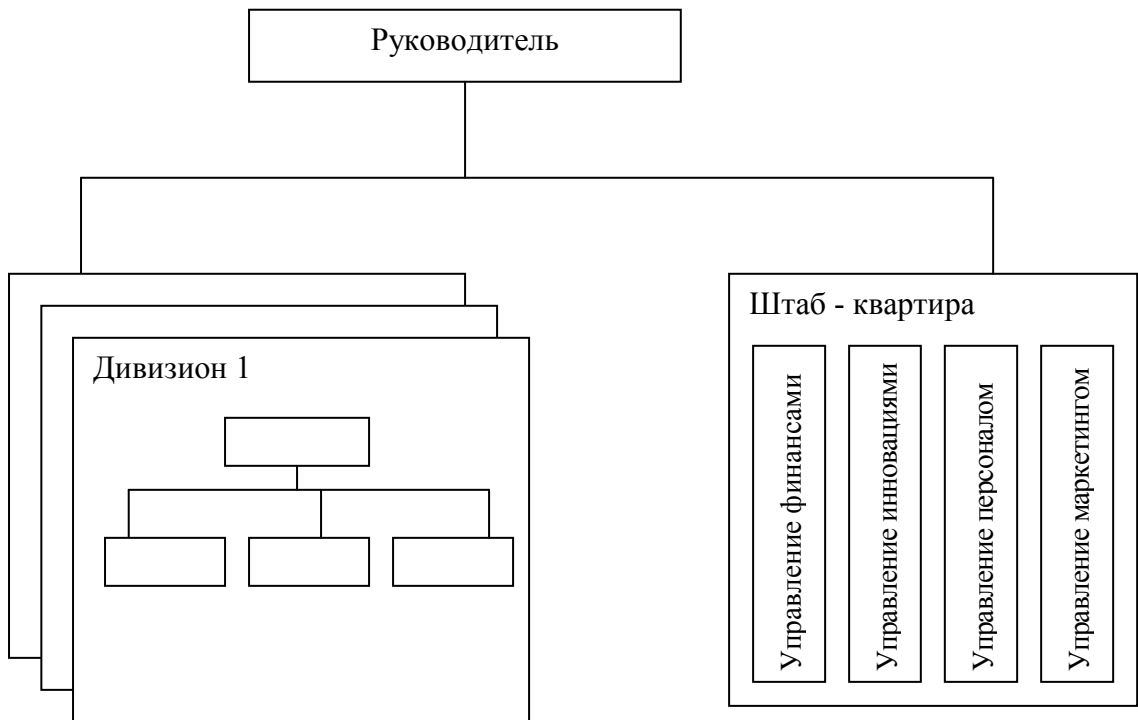 Руководитель
Дивизион 1
Штаб - квартира
Управление финансами
Управление инновациями
Управление персоналом
Управление маркетингом